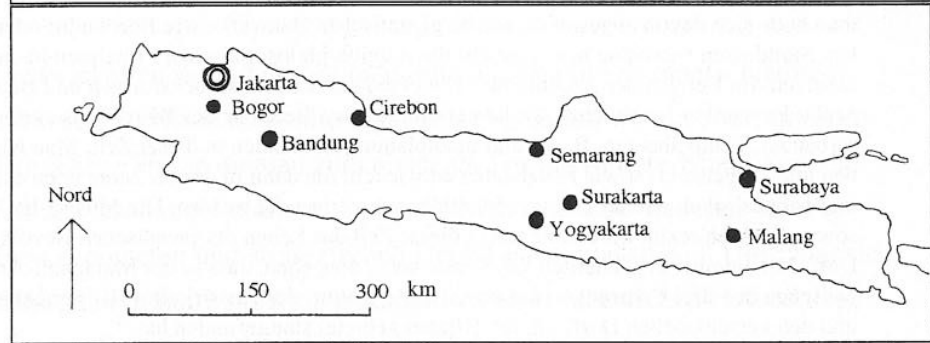 Jakarta
Bogor
Cirebon
Bandung
Semarang
Surabaya
Surakarta
Nord
Yogyakarta
Malang
0 150 300 km